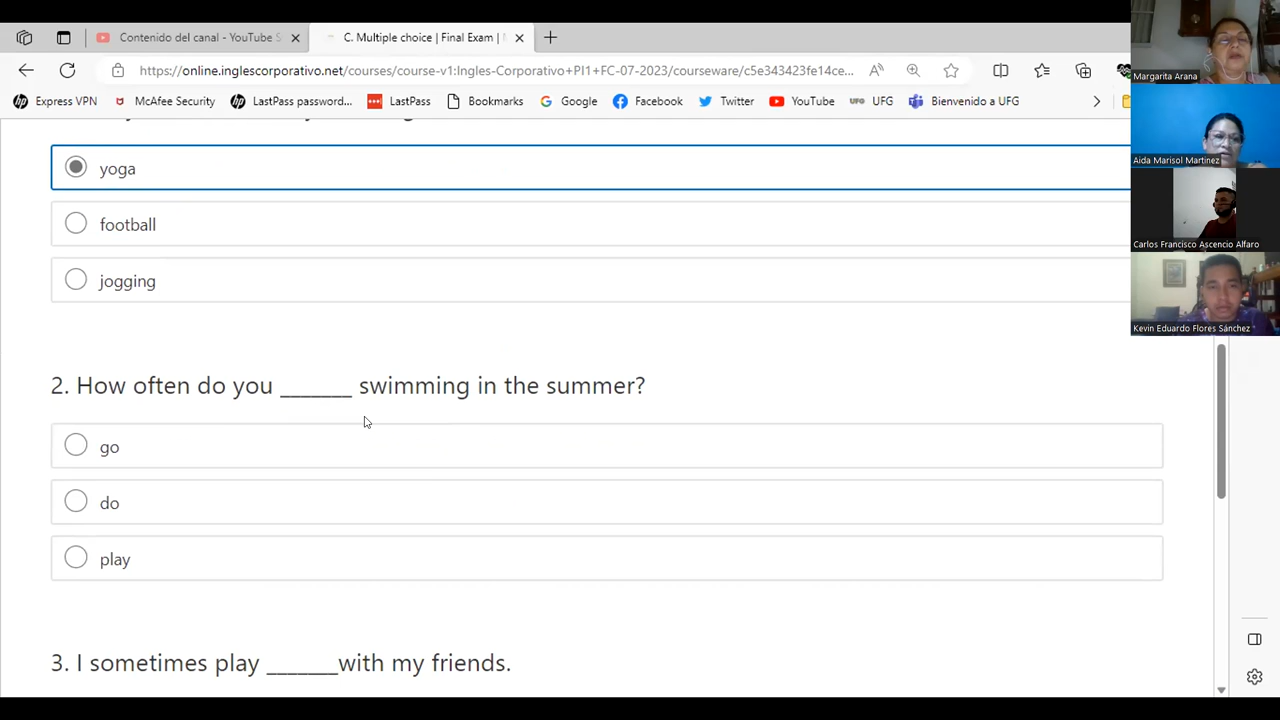 Contenido del canal - YouTube S
C. Multiple choice | Final Exam |
https://online.inglescorporativo.net/courses/course-v1:Ingles-Corporativo+PI1+FC-07-2023/courseware/c5e343423fe14ce...
Express VPN McAfee Security LastPass password... LastPass Bookmarks Google Facebook Twitter YouTube UFG Bienvenido a UFG
yoga
football
jogging
2. How often do you _______ swimming in the summer?
go
do
play
3. I sometimes play _______with my friends.
Margarita Arana
Aida Marisol Martinez
Carlos Francisco Ascencio Alfaro
Kevin Eduardo Flores Sánchez